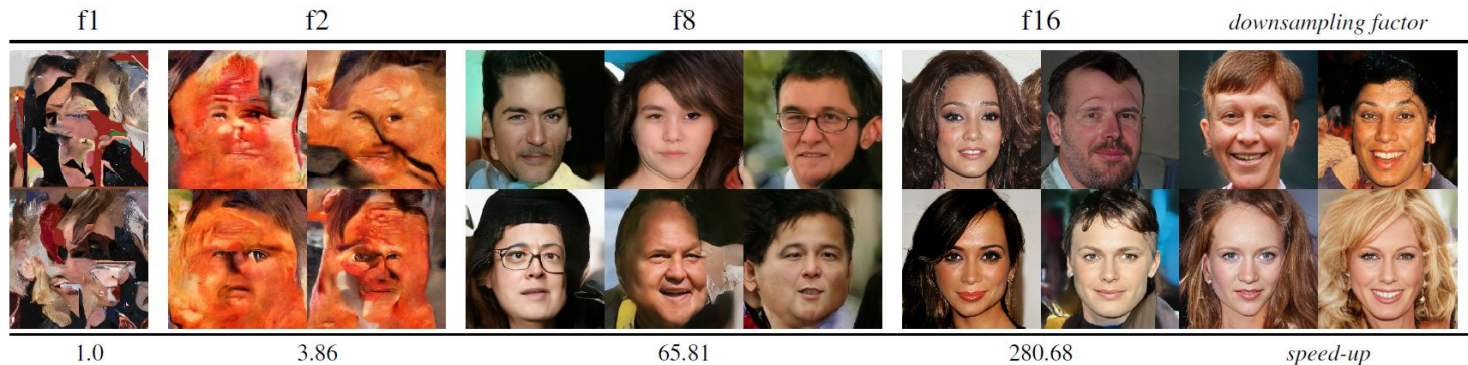 f1 f2 f8 f16 downsampling factor
1.0 3.86 65.81 280.68 speed-up